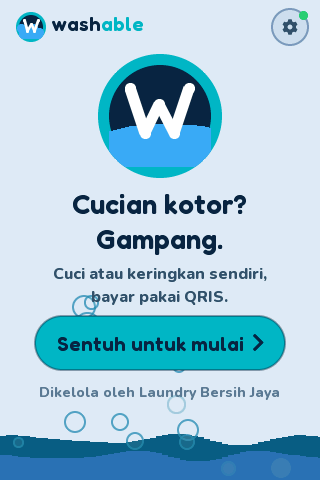 washable
W
Cucian kotor?
Gampang.
Cuci atau keringkan sendiri,
bayar pakai QRIS.
Sentuh untuk mulai
Dikelola oleh Laundry Bersih Jaya